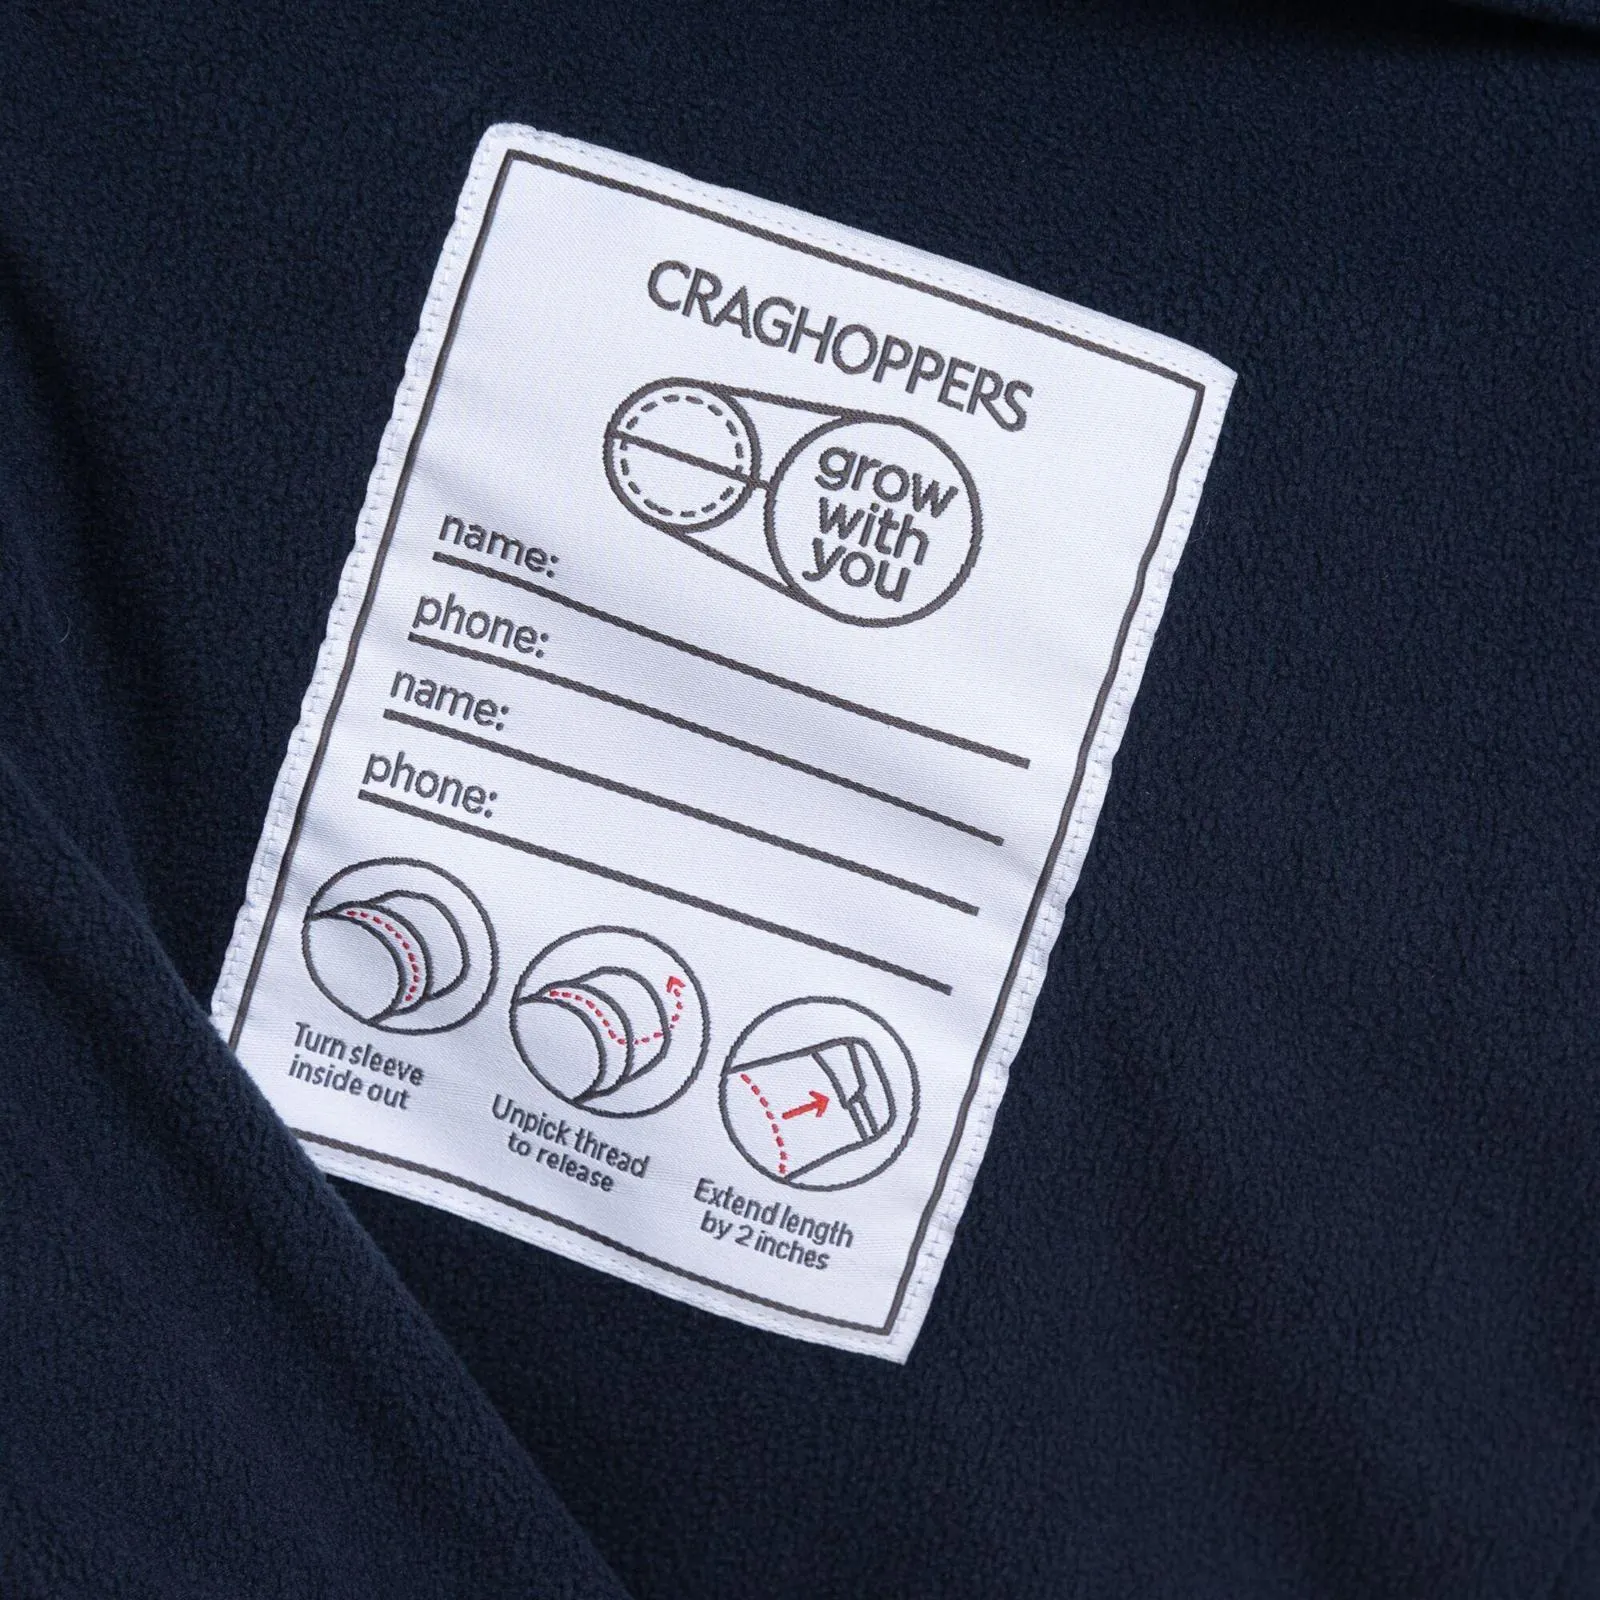 CRAGHOPPERS
grow
with
you
name:
phone:
name:
phone:
Turn sleeve
inside out
Unpick thread
to release
Extend length
by 2 inches